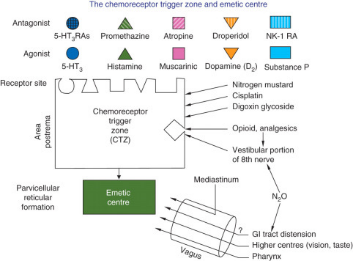 The chemoreceptor trigger zone and emetic centre
Antagonist
5-HT3RAs Promethazine Atropine Droperidol NK-1 RA
Agonist
5-HT3 Histamine Muscarinic Dopamine (D2) Substance P
Receptor site
Nitrogen mustard
Cisplatin
Digoxin glycoside
Chemoreceptor
trigger
zone
(CTZ)
Area
postrema
Opioid, analgesics
Vestibular portion
of 8th nerve
Mediastinum
Parvicellular
reticular
formation
Emetic
centre
N2O
?
GI tract distension
Higher centres (vision, taste)
Pharynx
Vagus